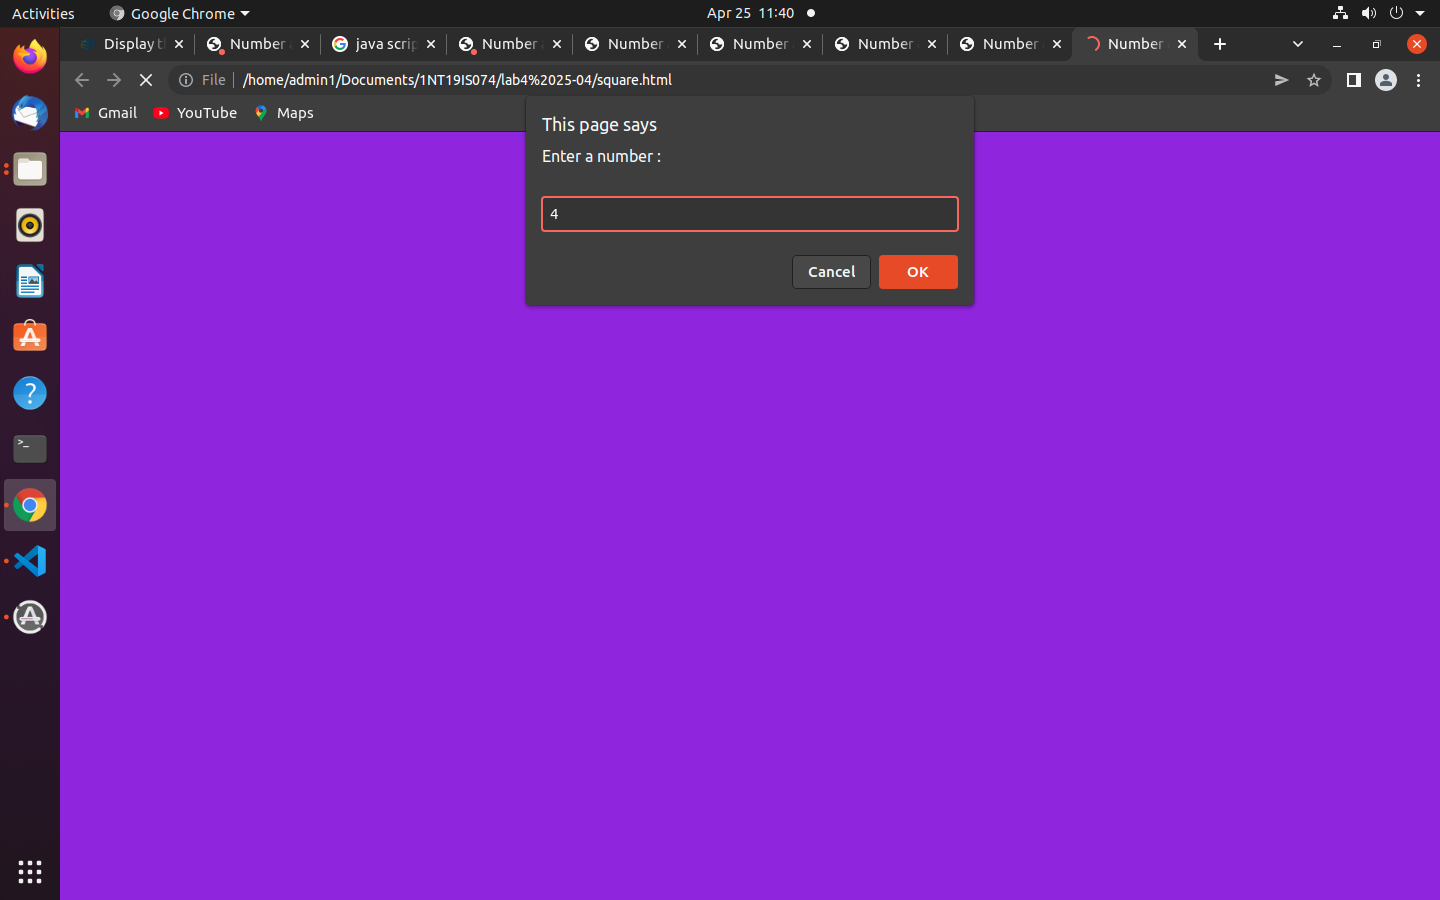 Activities
Google Chrome
Apr 25 11:40
Display t
Number
java scrip
Number
Number
Number
Number
Number
Number
File
/home/admin1/Documents/1NT19IS074/lab4%2025-04/square.html
Gmail
YouTube
Maps
This page says
Enter a number :
4
Cancel
OK